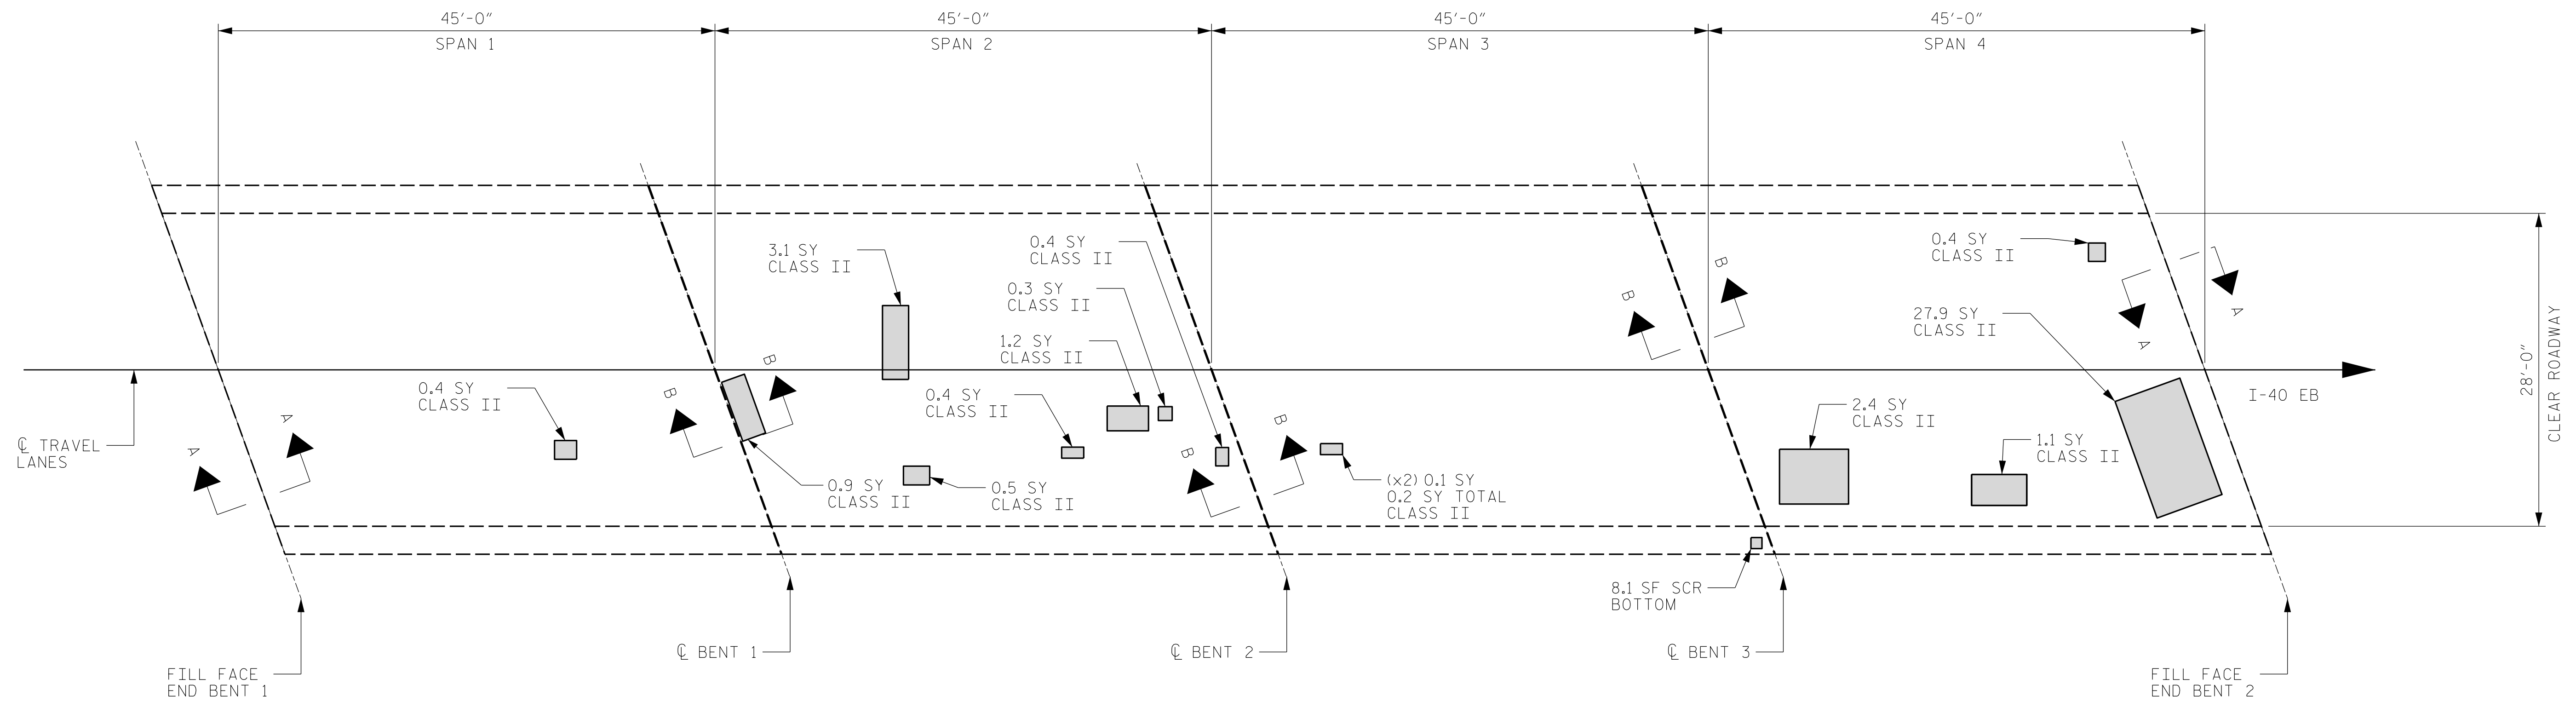 45'-0"
45'-0"
45'-0"
45'-0"
SPAN 1
SPAN 2
SPAN 3
SPAN 4
3.1 SY
CLASS II
0.4 SY
CLASS II
0.3 SY
CLASS II
1.2 SY
CLASS II
0.4 SY
CLASS II
0.4 SY
CLASS II
0.9 SY
CLASS II
0.5 SY
CLASS II
(x2) 0.1 SY
0.2 SY TOTAL
CLASS II
0.4 SY
CLASS II
27.9 SY
CLASS II
2.4 SY
CLASS II
1.1 SY
CLASS II
8.1 SF SCR
BOTTOM
A
A
B
B
B
B
B
B
A
A
℄ TRAVEL
LANES
I-40 EB
28'-0"
CLEAR ROADWAY
℄ BENT 1
℄ BENT 2
℄ BENT 3
FILL FACE
END BENT 1
FILL FACE
END BENT 2